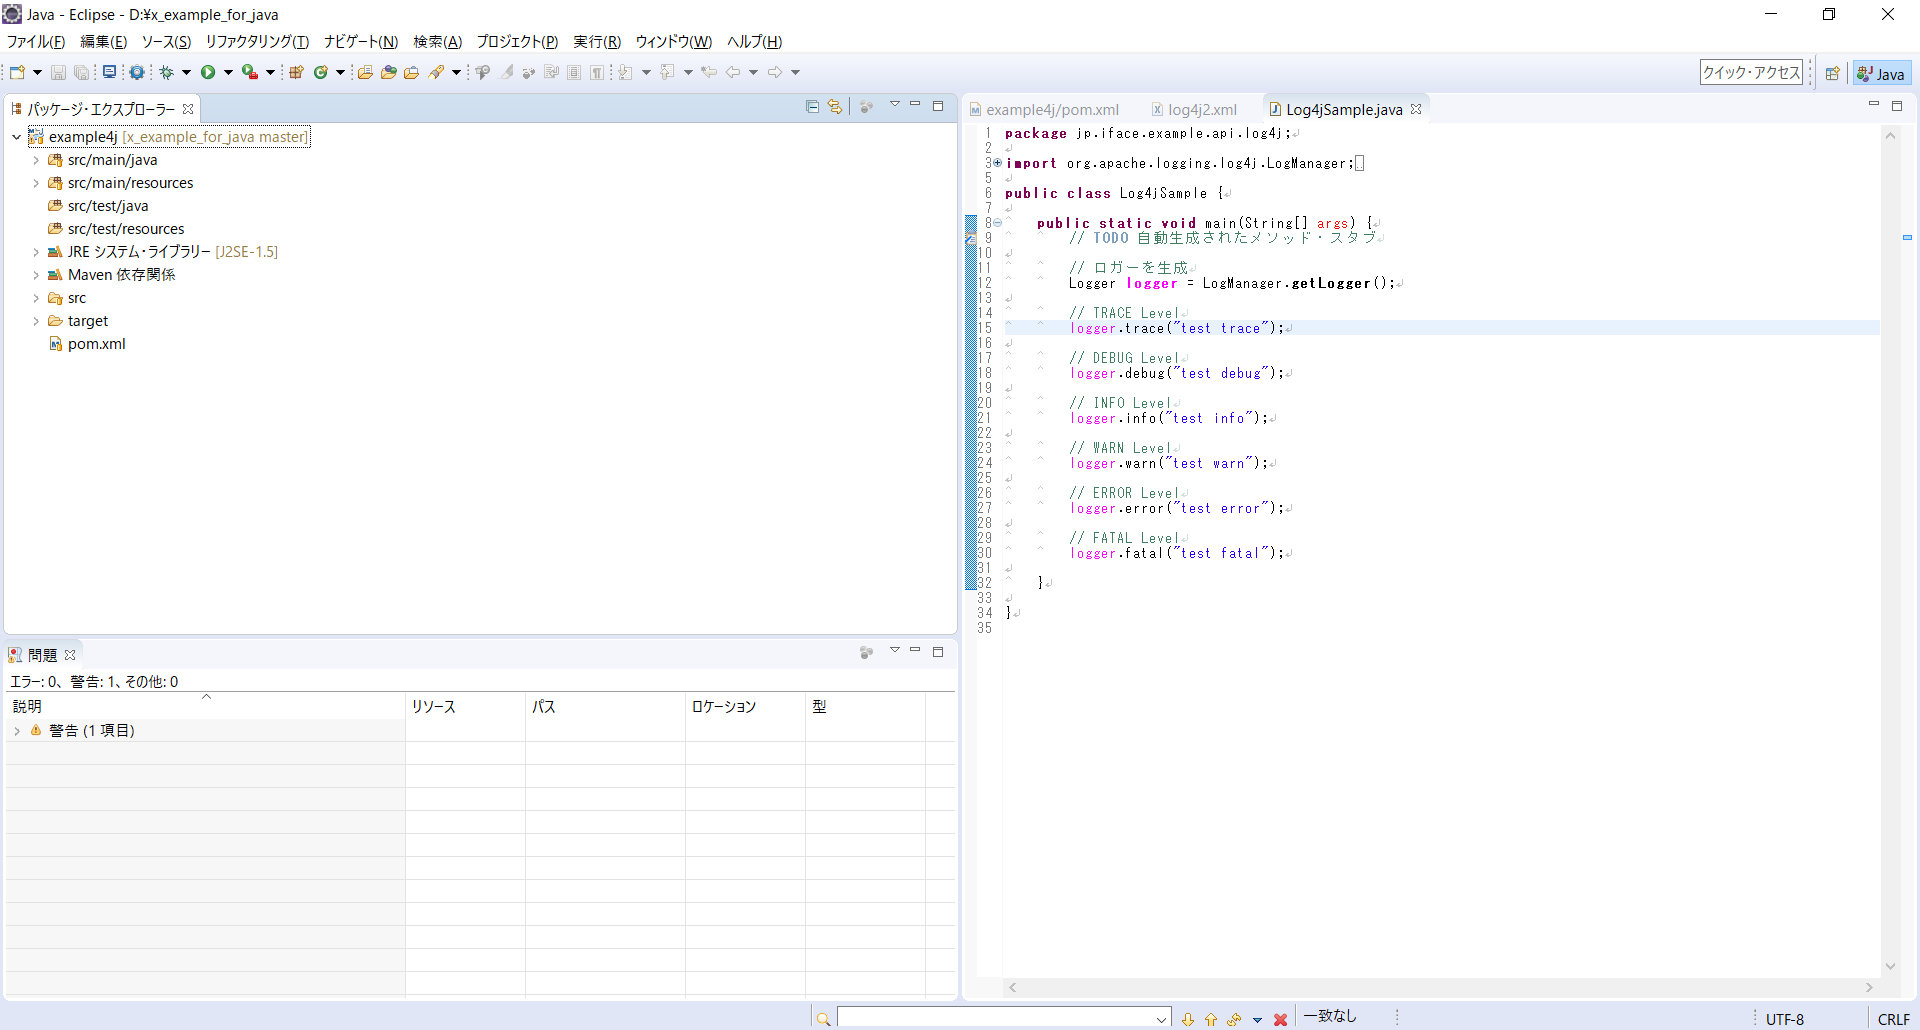 Java - Eclipse - D:¥x_example_for_java
ファイル(F) 編集(E) ソース(S) リファクタリング(T) ナビゲート(N) 検索(A) プロジェクト(P) 実行(R) ウィンドウ(W) ヘルプ(H)
クイック・アクセス
Java
パッケージ・エクスプローラー
example4j [x_example_for_java master]
src/main/java
src/main/resources
src/test/java
src/test/resources
JRE システム・ライブラリー [J2SE-1.5]
Maven 依存関係
src
target
pom.xml
問題
エラー: 0、警告: 1、その他: 0
説明 リソース パス ロケーション 型
警告 (1 項目)
example4j/pom.xml log4j2.xml Log4jSample.java
1 package jp.iface.example.api.log4j;
2
3 import org.apache.logging.log4j.LogManager;
5
6 public class Log4jSample {
7
8 public static void main(String[] args) {
9 // TODO 自動生成されたメソッド・スタブ
10
11 // ロガーを生成
12 Logger logger = LogManager.getLogger();
13
14 // TRACE Level
15 logger.trace("test trace");
16
17 // DEBUG Level
18 logger.debug("test debug");
19
20 // INFO Level
21 logger.info("test info");
22
23 // WARN Level
24 logger.warn("test warn");
25
26 // ERROR Level
27 logger.error("test error");
28
29 // FATAL Level
30 logger.fatal("test fatal");
31
32 }
33
34 }
35
一致なし
UTF-8
CRLF